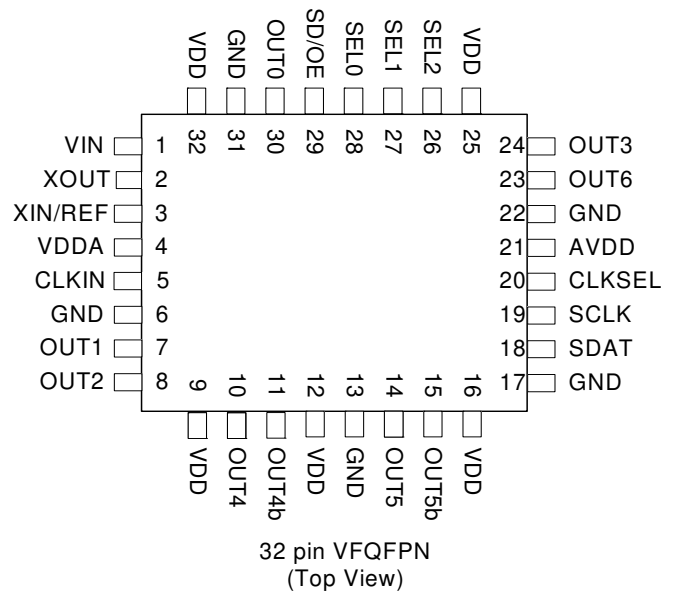 VDD
GND
OUT0
SD/OE
SEL0
SEL1
SEL2
VDD
32
31
30
29
28
27
26
25
VIN 1
XOUT 2
XIN/REF 3
VDDA 4
CLKIN 5
GND 6
OUT1 7
OUT2 8
24 OUT3
23 OUT6
22 GND
21 AVDD
20 CLKSEL
19 SCLK
18 SDAT
17 GND
9
10
11
12
13
14
15
16
VDD
OUT4
OUT4b
VDD
GND
OUT5
OUT5b
VDD
32 pin VFQFPN
(Top View)